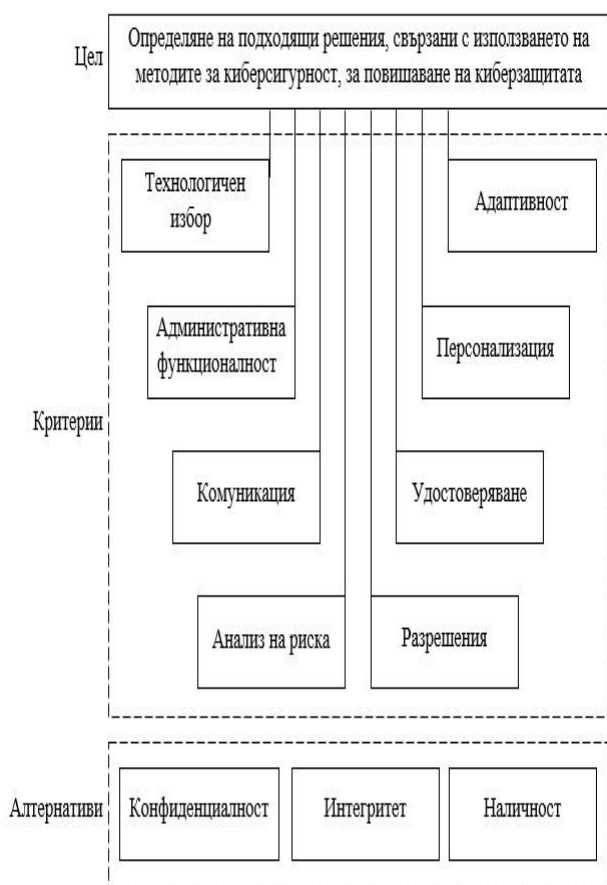 Цел
Определяне на подходящи решения, свързани с използването на
методите за киберсигурност, за повишаване на киберзащитата
Технологичен
избор
Адаптивност
Административна
функционалност
Персонализация
Критерии
Комуникация
Удостоверяване
Анализ на риска
Разрешения
Алтернативи
Конфиденциалност
Интегритет
Наличност